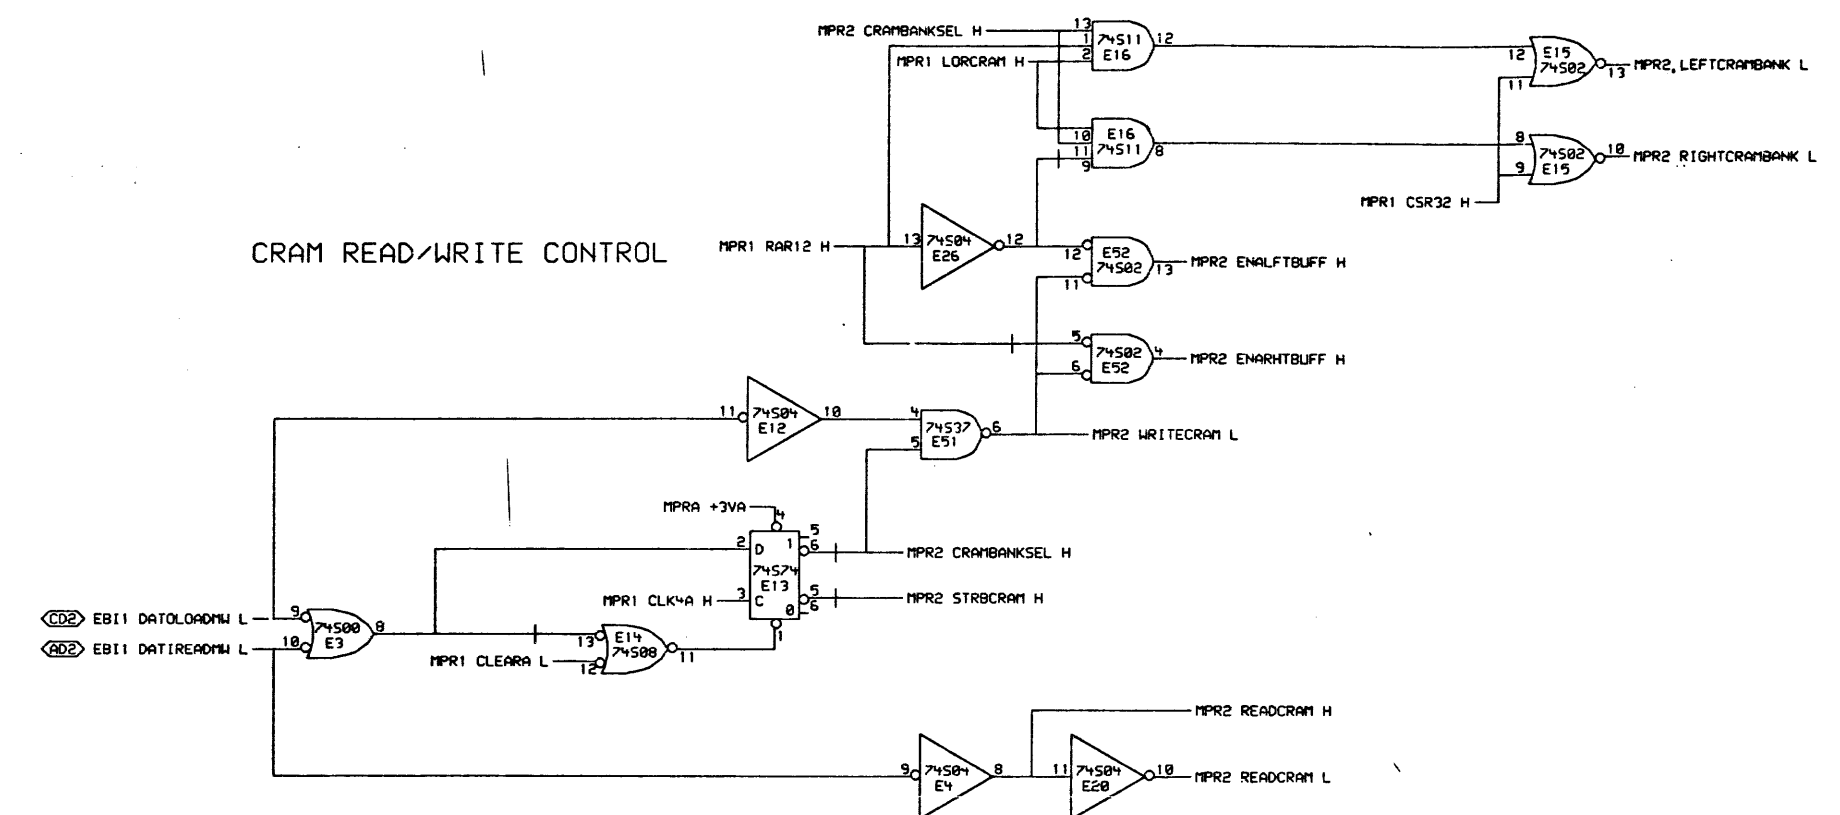 MPR2 CRAMBANKSEL H
13
1
2
74S11
E16
12
MPR1 LORCRAM H
12
11
E15
74S02
13
MPR2 LEFTCRAMBANK L
10
11
9
E16
74S11
8
8
9
74S02
E15
10
MPR2 RIGHTCRAMBANK L
MPR1 CSR32 H
CRAM READ/WRITE CONTROL
MPR1 RAR12 H
13
74S04
E26
12
12
11
E52
74S02
13
MPR2 ENALFTBUFF H
5
6
74S02
E52
4
MPR2 ENARHTBUFF H
11
74S04
E12
10
4
5
74S37
E51
6
MPR2 WRITECRAM L
MPRA +3VA
4
2
D
1
5
6
MPR2 CRAMBANKSEL H
74S74
E13
MPR1 CLK4A H
3
C
0
5
6
MPR2 STRBCRAM H
1
CD2 EBI1 DATOLOADMW L
9
AD2 EBI1 DATIREADMW L
10
74S00
E3
8
13
MPR1 CLEARA L
12
E14
74S08
11
MPR2 READCRAM H
9
74S04
E4
8
11
74S04
E20
10
MPR2 READCRAM L